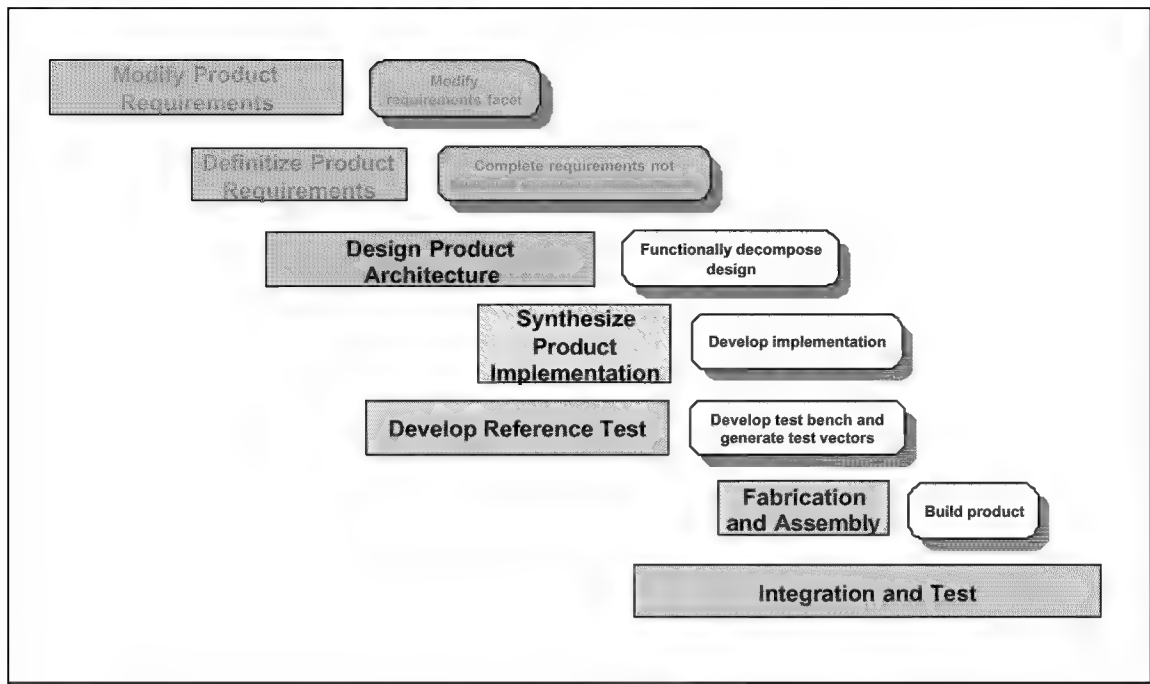 Modify Product
Requirements
Modify
requirements facet
Definitize Product
Requirements
Complete requirements not
Design Product
Architecture
Functionally decompose
design
Synthesize
Product
Implementation
Develop implementation
Develop Reference Test
Develop test bench and
generate test vectors
Fabrication
and Assembly
Build product
Integration and Test